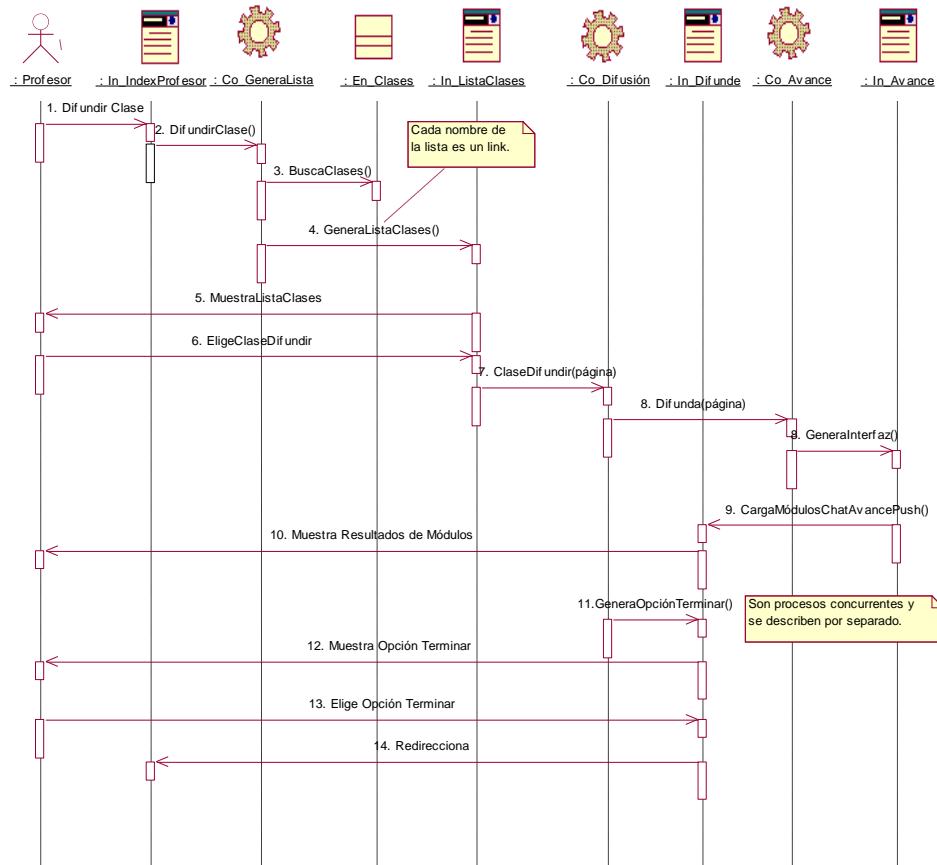 : Profesor
: In_IndexProfesor
: Co_GeneraLista
: En_Clases
: In_ListaClases
: Co_Difusión
: In_Difunde
: Co_Avance
: In_Avance
1. Difundir Clase
2. DifundirClase()
Cada nombre de
la lista es un link.
3. BuscaClases()
4. GeneraListaClases()
5. MuestraListaClases
6. EligeClaseDifundir
7. ClaseDifundir(página)
8. Difunda(página)
8. GeneraInterfaz()
9. CargaMódulosChatAvancePush()
10. Muestra Resultados de Módulos
11.GeneraOpciónTerminar()
Son procesos concurrentes y
se describen por separado.
12. Muestra Opción Terminar
13. Elige Opción Terminar
14. Redirecciona